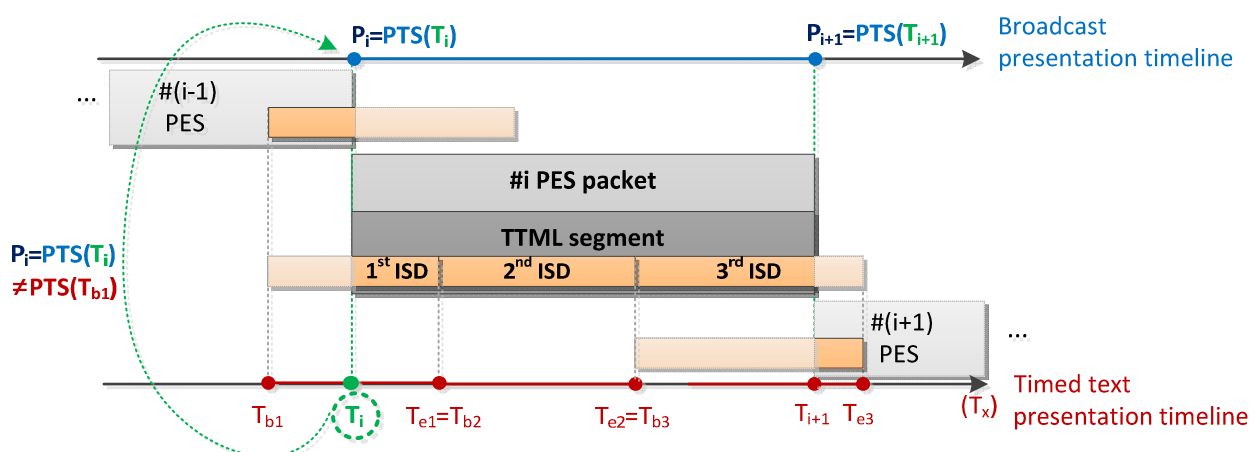 Pi=PTS(Ti)
Pi+1=PTS(Ti+1)
Broadcast
presentation timeline
...
#(i-1)
PES
#i PES packet
TTML segment
Pi=PTS(Ti)
≠PTS(Tb1)
1st ISD
2nd ISD
3rd ISD
#(i+1)
PES
...
Tb1
Ti
Te1=Tb2
Te2=Tb3
Ti+1
Te3
(Tx)
Timed text
presentation timeline